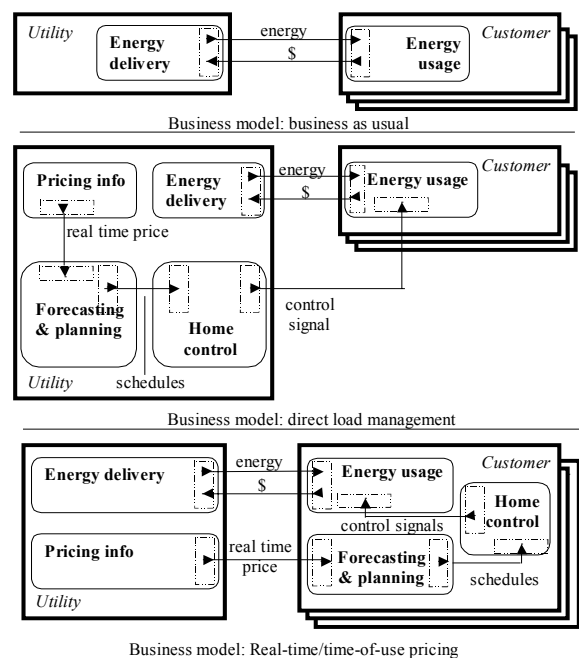 Utility
Energy
delivery
energy
$
Energy
usage
Customer
Business model: business as usual
Pricing info
Energy
delivery
energy
$
Energy usage
Customer
real time price
Forecasting
& planning
Home
control
control
signal
Utility
schedules
Business model: direct load management
Energy delivery
energy
$
Energy usage
Customer
Home
control
control signals
Pricing info
real time
price
Forecasting
& planning
schedules
Utility
Business model: Real-time/time-of-use pricing